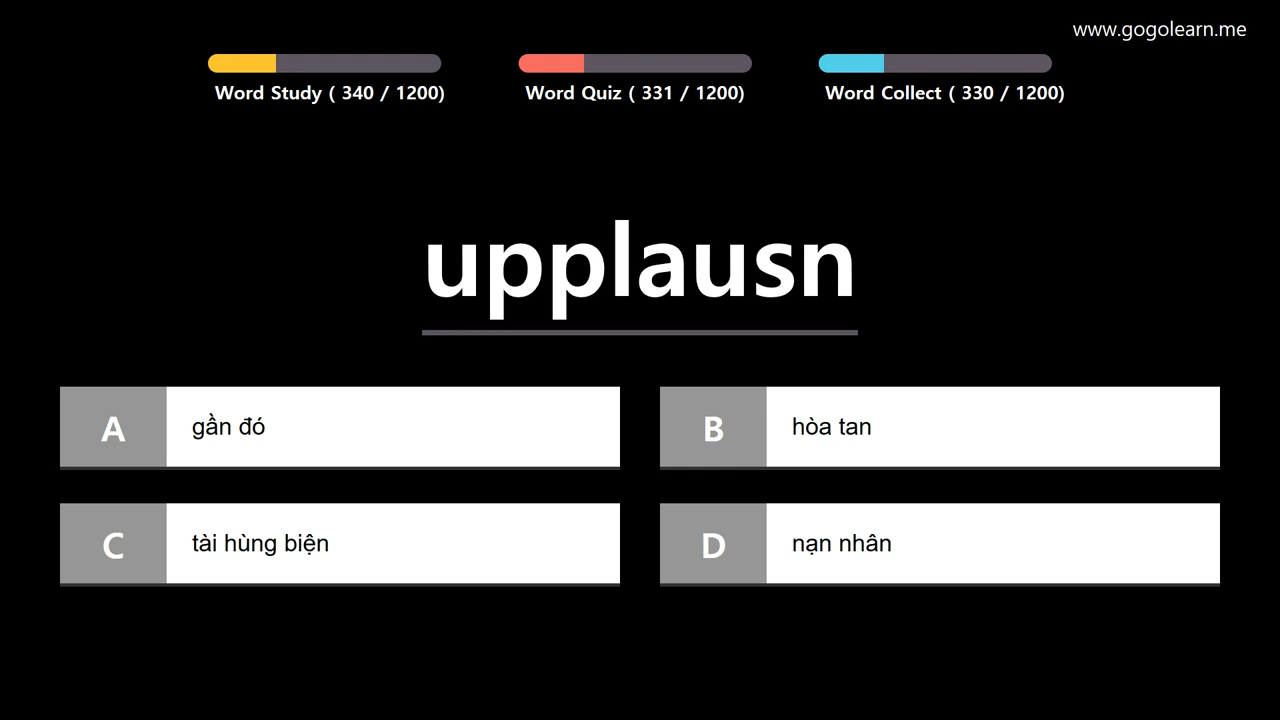 www.gogolearn.me
Word Study ( 340 / 1200)
Word Quiz ( 331 / 1200)
Word Collect ( 330 / 1200)
upplausn
A gần đó
B hòa tan
C tài hùng biện
D nạn nhân